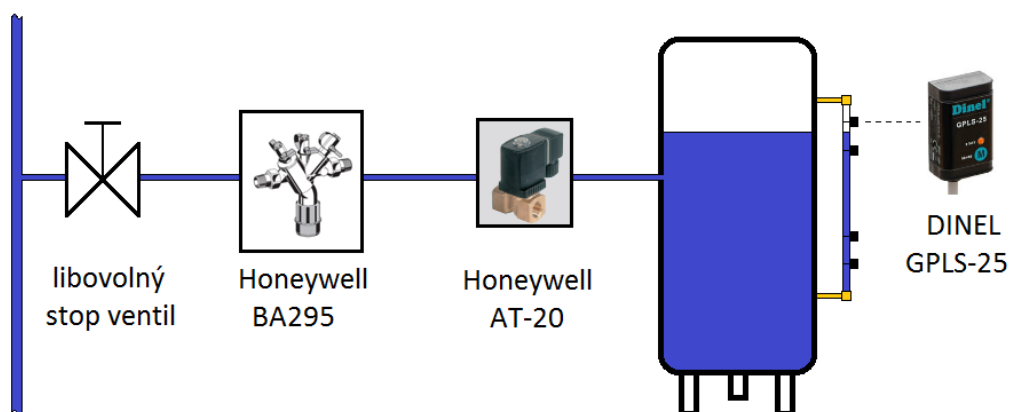 Dinel
GPLS-25
libovolný
stop ventil
Honeywell
BA295
Honeywell
AT-20
DINEL
GPLS-25